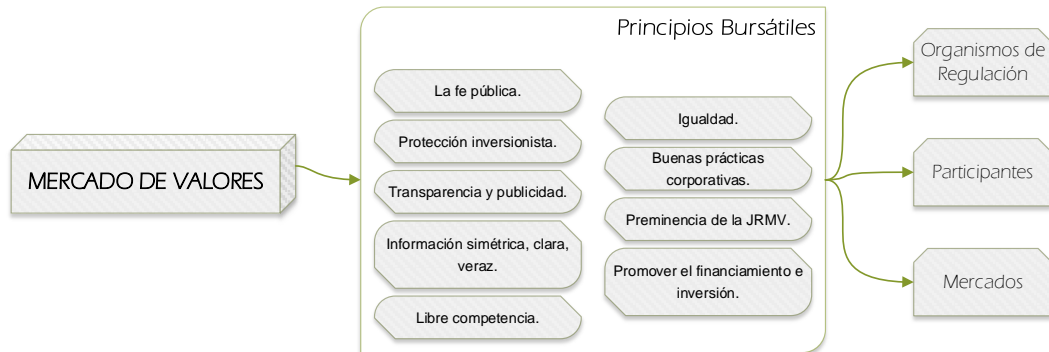 MERCADO DE VALORES
Principios Bursátiles
La fe pública.
Protección inversionista.
Transparencia y publicidad.
Información simétrica, clara,
veraz.
Libre competencia.
Igualdad.
Buenas prácticas
corporativas.
Preminencia de la JRMV.
Promover el financiamiento e
inversión.
Organismos de
Regulación
Participantes
Mercados